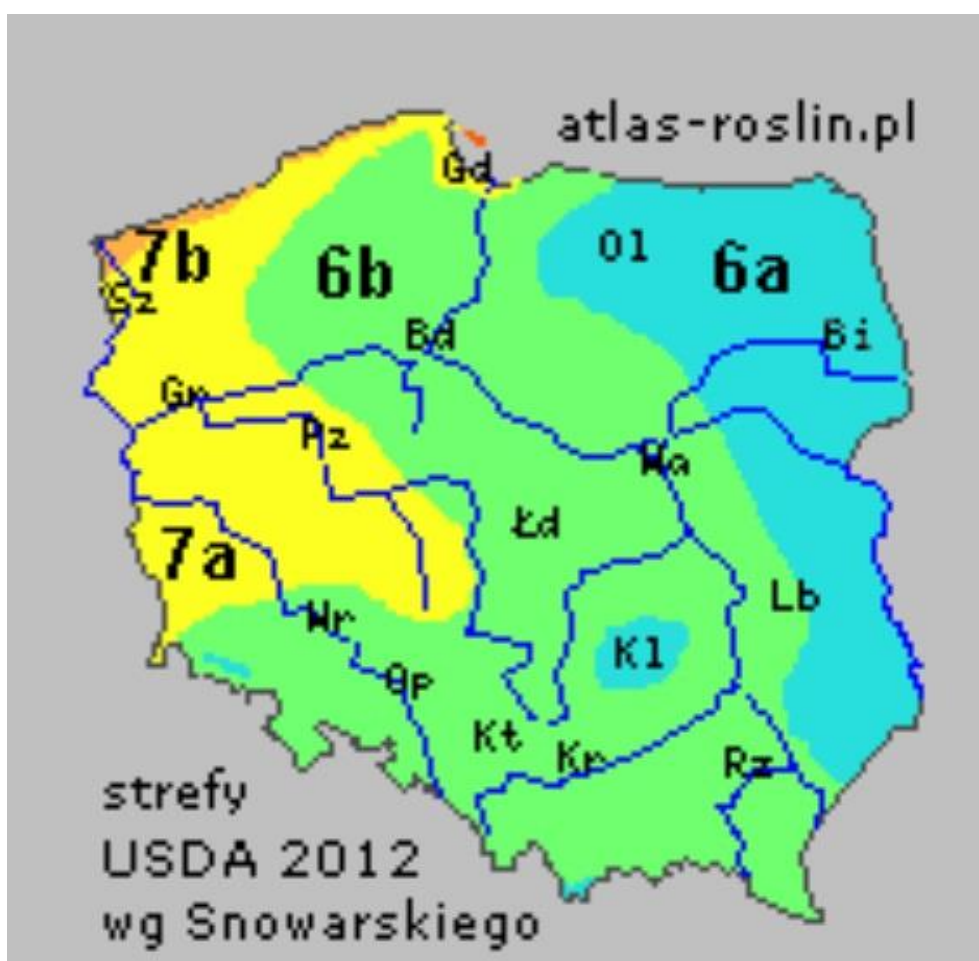 atlas-roslin.pl
Gd
7b
6b
Ol
6a
Sz
Bd
Bi
Gr
Pz
Wa
7a
Łd
Lb
Wr
Kl
Op
Kt
Kr
Rz
strefy
USDA 2012
wg Snowarskiego